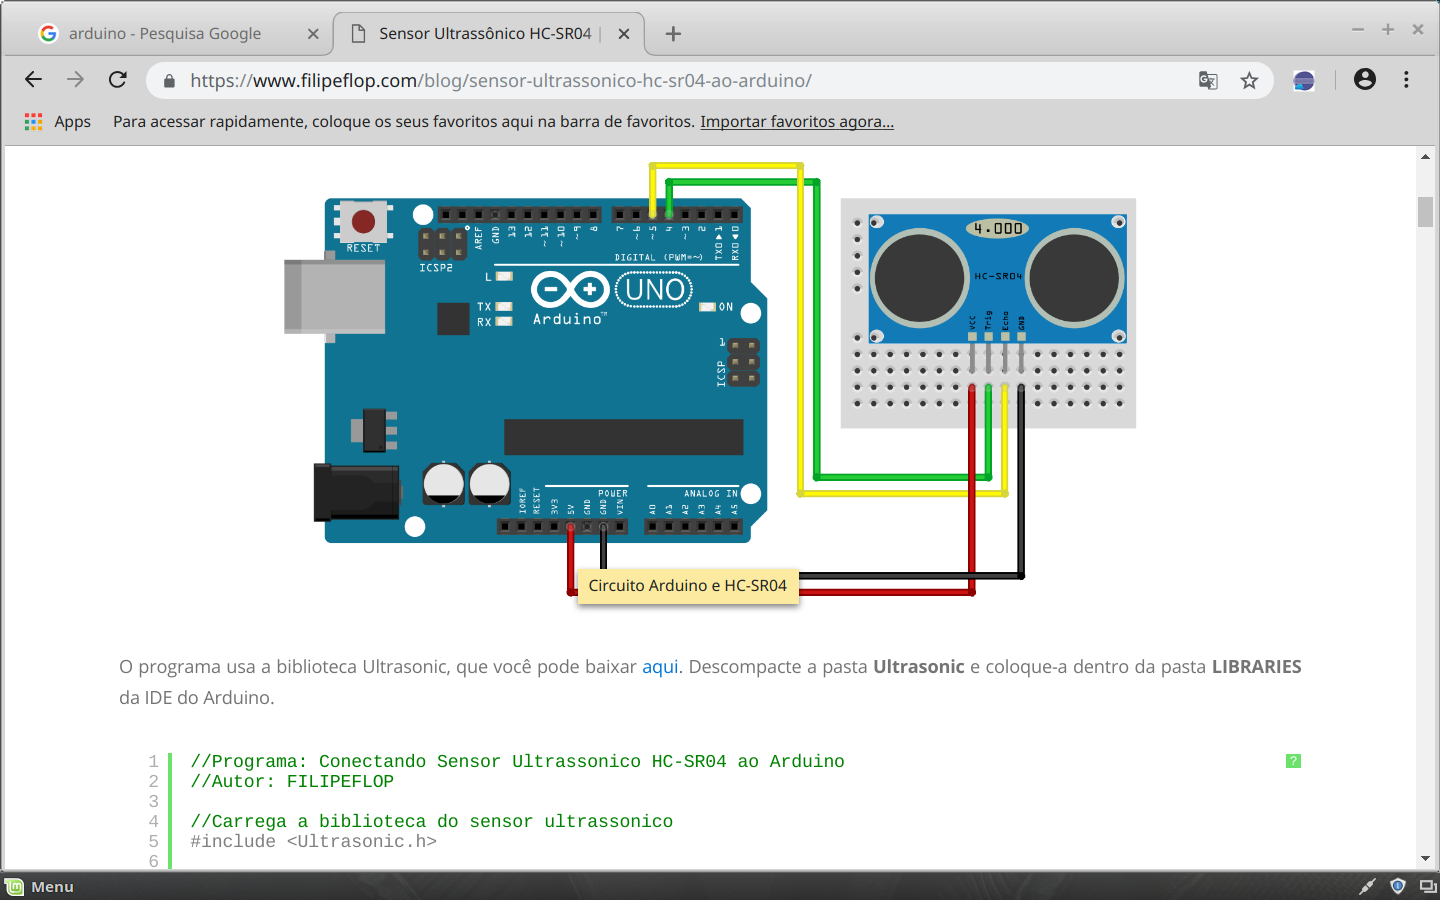 arduino - Pesquisa Google
Sensor Ultrassônico HC-SR04
https://www.filipeflop.com/blog/sensor-ultrassonico-hc-sr04-ao-arduino/
Apps
Para acessar rapidamente, coloque os seus favoritos aqui na barra de favoritos. Importar favoritos agora...
RESET
ICSP2
AREF
GND
13
12
~11
~10
~9
8
7
~6
~5
4
~3
2
TX0▶1
RX0◀0
DIGITAL (PWM=~)
L
TX
RX
UNO
Arduino™
ON
1
ICSP
IOREF
RESET
3V3
5V
GND
GND
VIN
POWER
ANALOG IN
A0
A1
A2
A3
A4
A5
4.000
HC-SR04
VCC
Trig
Echo
GND
Circuito Arduino e HC-SR04
O programa usa a biblioteca Ultrasonic, que você pode baixar aqui. Descompacte a pasta Ultrasonic e coloque-a dentro da pasta LIBRARIES
da IDE do Arduino.
1 //Programa: Conectando Sensor Ultrassonico HC-SR04 ao Arduino
?
2 //Autor: FILIPEFLOP
3
4 //Carrega a biblioteca do sensor ultrassonico
5 #include <Ultrasonic.h>
6
Menu